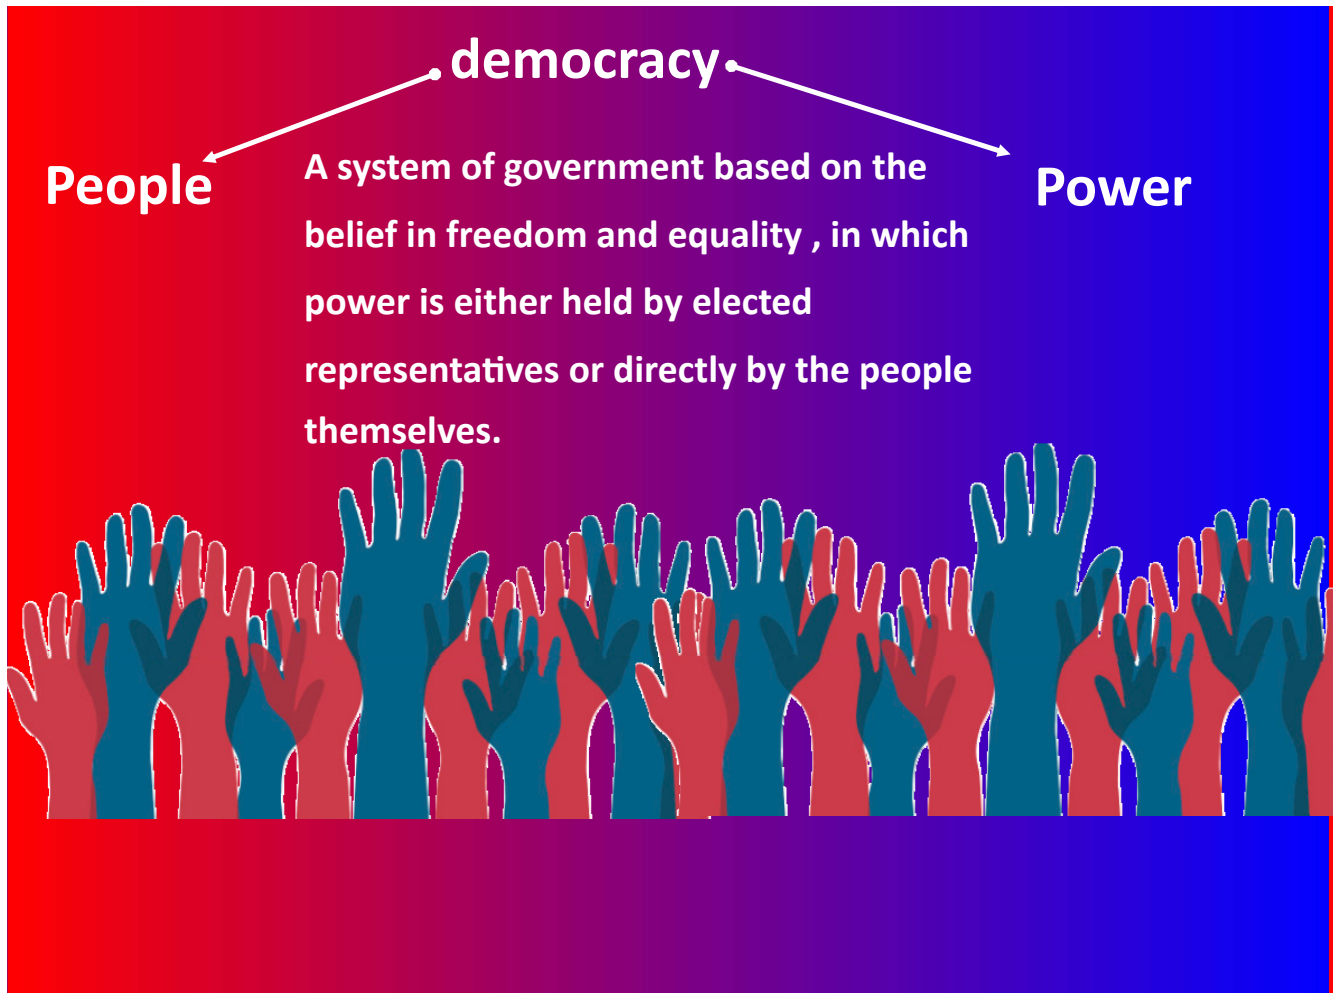 democracy
People
Power
A system of government based on the
belief in freedom and equality , in which
power is either held by elected
representatives or directly by the people
themselves.